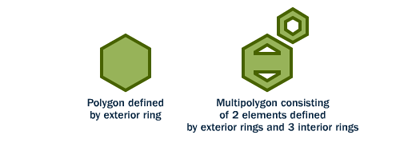 Polygon defined
by exterior ring
Multipolygon consisting
of 2 elements defined
by exterior rings and 3 interior rings